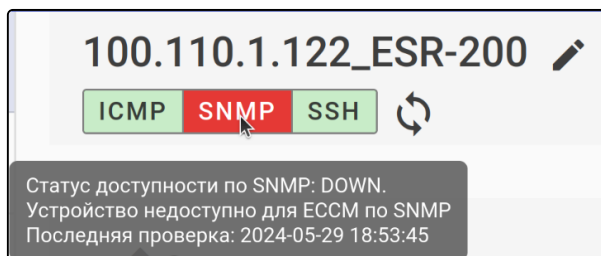 100.110.1.122_ESR-200
ICMP SNMP SSH
Статус доступности по SNMP: DOWN.
Устройство недоступно для ECCM по SNMP
Последняя проверка: 2024-05-29 18:53:45